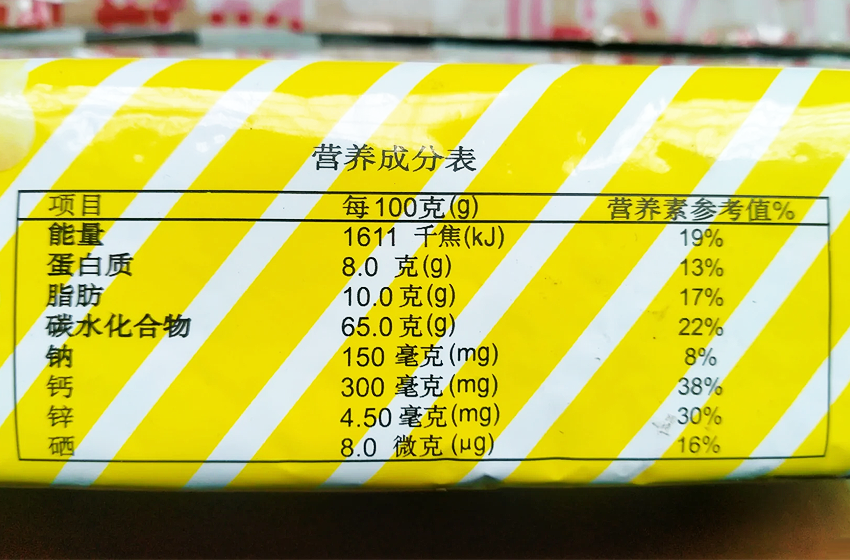 营养成分表
项目 每100克(g) 营养素参考值%
能量 1611 千焦(kJ) 19%
蛋白质 8.0 克(g) 13%
脂肪 10.0克(g) 17%
碳水化合物 65.0克(g) 22%
钠 150 毫克(mg) 8%
钙 300 毫克(mg) 38%
锌 4.50毫克(mg) 30%
硒 8.0 微克(μg) 16%